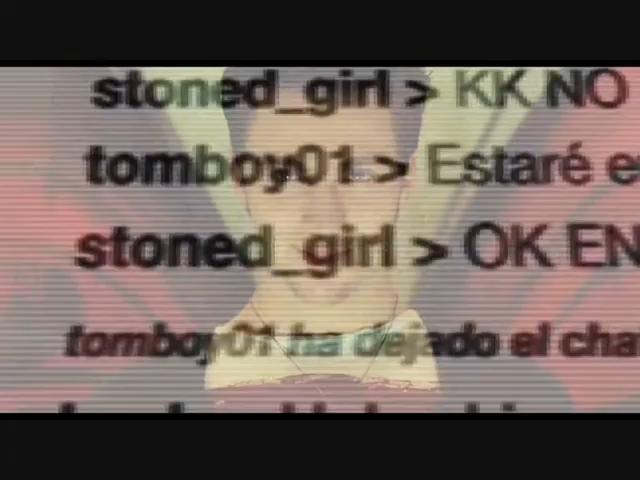 stoned_girl > KK NO
tomboy01 > Estaré e
stoned_girl > OK EN
tomboy01 ha dejado el cha